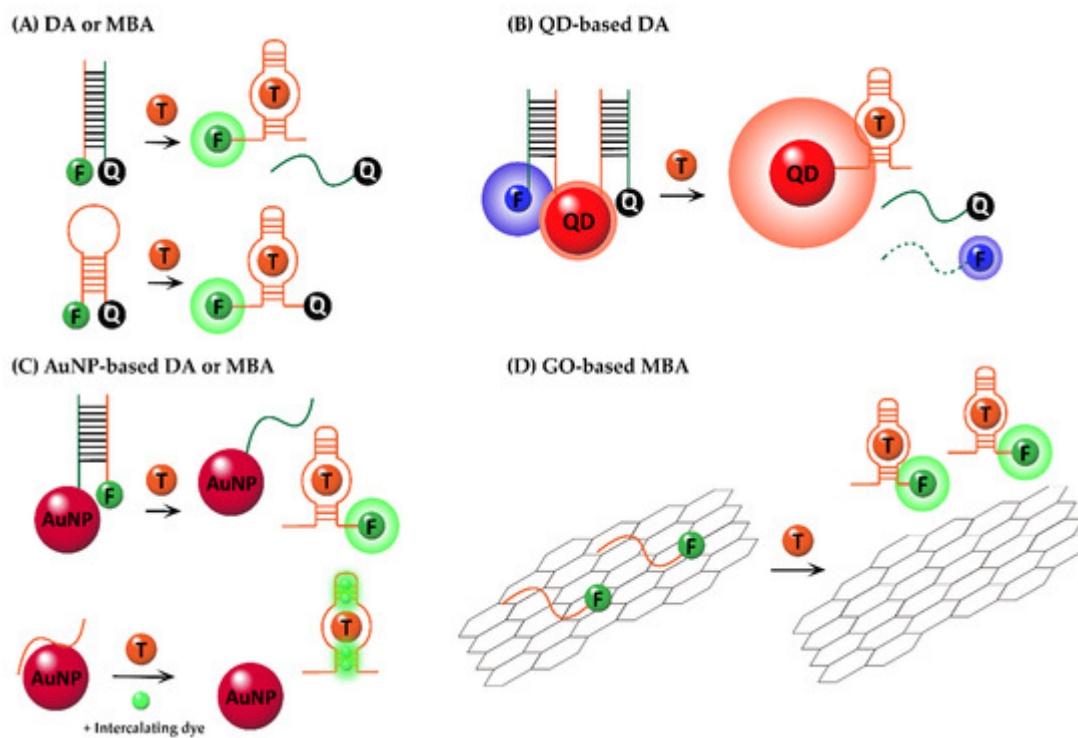 (A) DA or MBA
T
T
F
F Q
Q
T
T
F Q
F Q
(B) QD-based DA
T
F QD Q
T
QD
Q
F
(C) AuNP-based DA or MBA
T
AuNP F
AuNP
T
F
T
AuNP
AuNP
T
+ Intercalating dye
(D) GO-based MBA
T
T
F
F
F
F
T